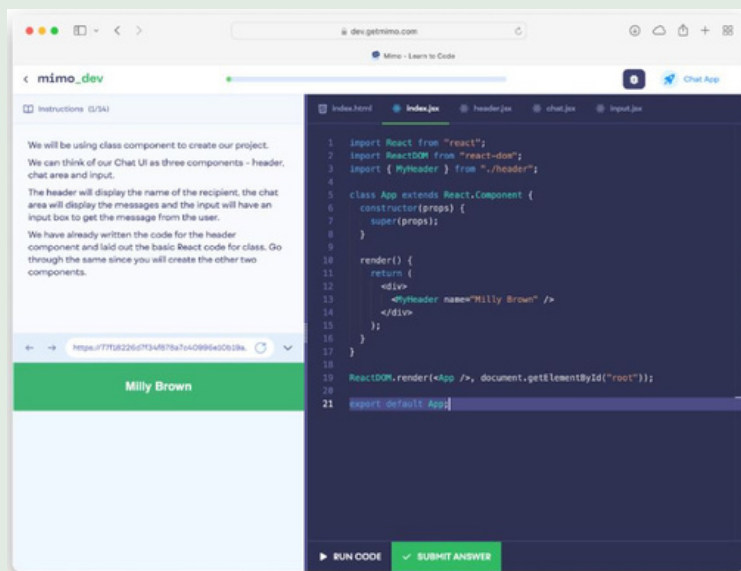 dev.getmimo.com
Mimo - Learn to Code
mimo_dev
Chat App
Instructions (1/14)
We will be using class component to create our project.
We can think of our Chat UI as three components - header,
chat area and input.
The header will display the name of the recipient, the chat
area will display the messages and the input will have an
input box to get the message from the user.
We have already written the code for the header
component and laid out the basic React code for class. Go
through the same since you will create the other two
components.
Milly Brown
index.html
index.jsx
header.jsx
chat.jsx
input.jsx
1 import React from "react";
2 import ReactDOM from "react-dom";
3 import { MyHeader } from "./header";
4
5 class App extends React.Component {
6 constructor(props) {
7 super(props);
8 }
9
10 render() {
11 return (
12 <div>
13 <MyHeader name="Milly Brown" />
14 </div>
15 );
16 }
17 }
18
19 ReactDOM.render(<App />, document.getElementById("root"));
20
21 export default App;
RUN CODE
SUBMIT ANSWER